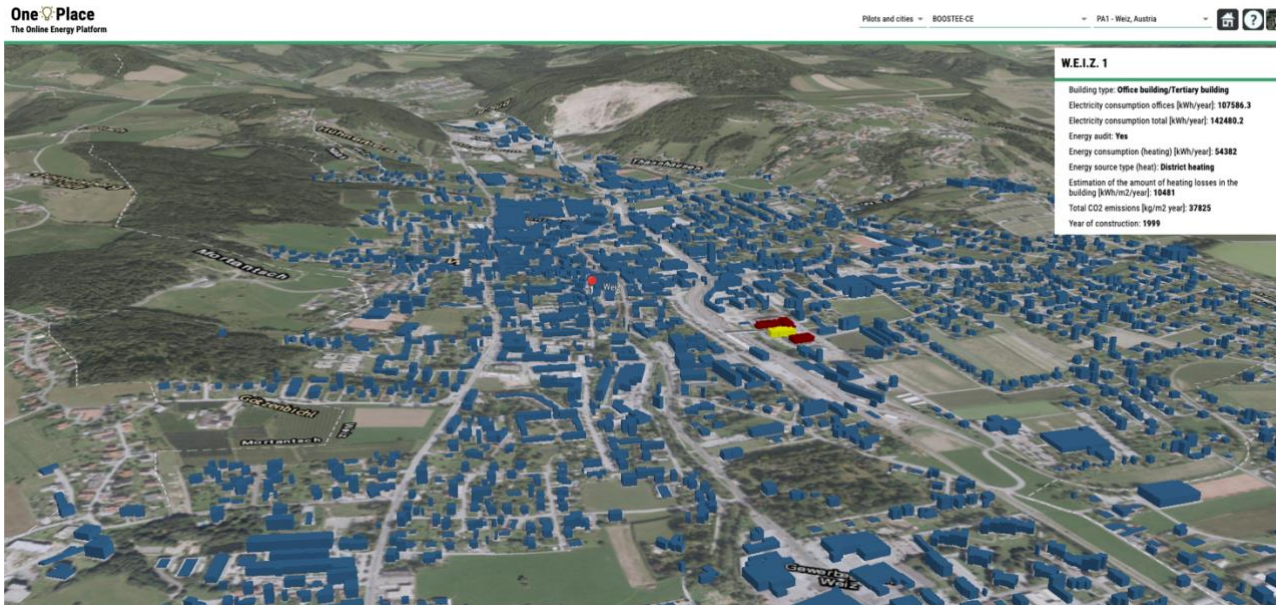 One Place
The Online Energy Platform
Pilots and cities
BOOSTEE-CE
PA1 - Weiz, Austria
?
W.E.I.Z. 1
Building type: Office building/Tertiary building
Electricity consumption offices [kWh/year]: 107586.3
Electricity consumption total [kWh/year]: 142480.2
Energy audit: Yes
Energy consumption (heating) [kWh/year]: 54382
Energy source type (heat): District heating
Estimation of the amount of heating losses in the
building [kWh/m2/year]: 10481
Total CO2 emissions [kg/m2 year]: 37825
Year of construction: 1999
Mortantsch
1
Weiz
Mortantsch
Weiz